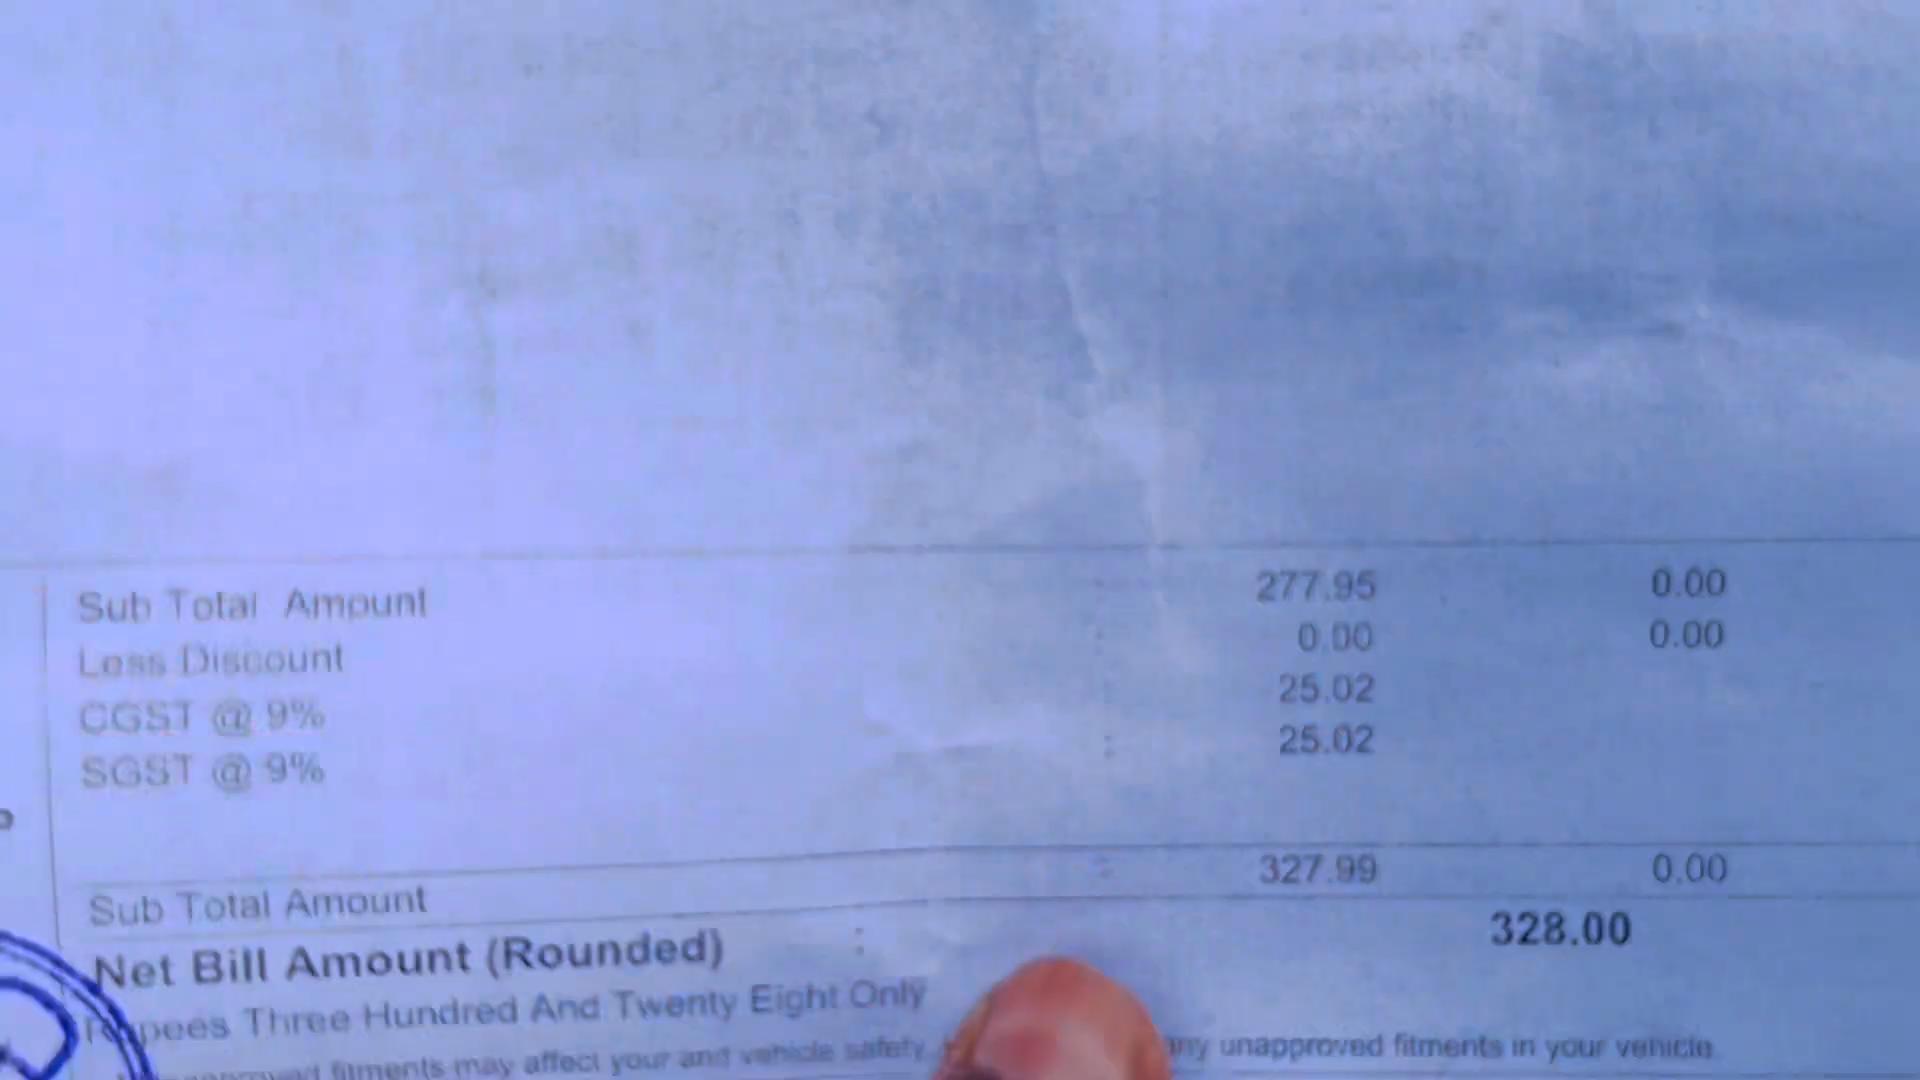 Sub Total Amount : 277.95 0.00
Less Discount : 0.00 0.00
CGST @ 9% : 25.02
SGST @ 9% : 25.02
Sub Total Amount : 327.99 0.00
Net Bill Amount (Rounded) : 328.00
Rupees Three Hundred And Twenty Eight Only
fitments may affect your and vehicle safety, any unapproved fitments in your vehicle